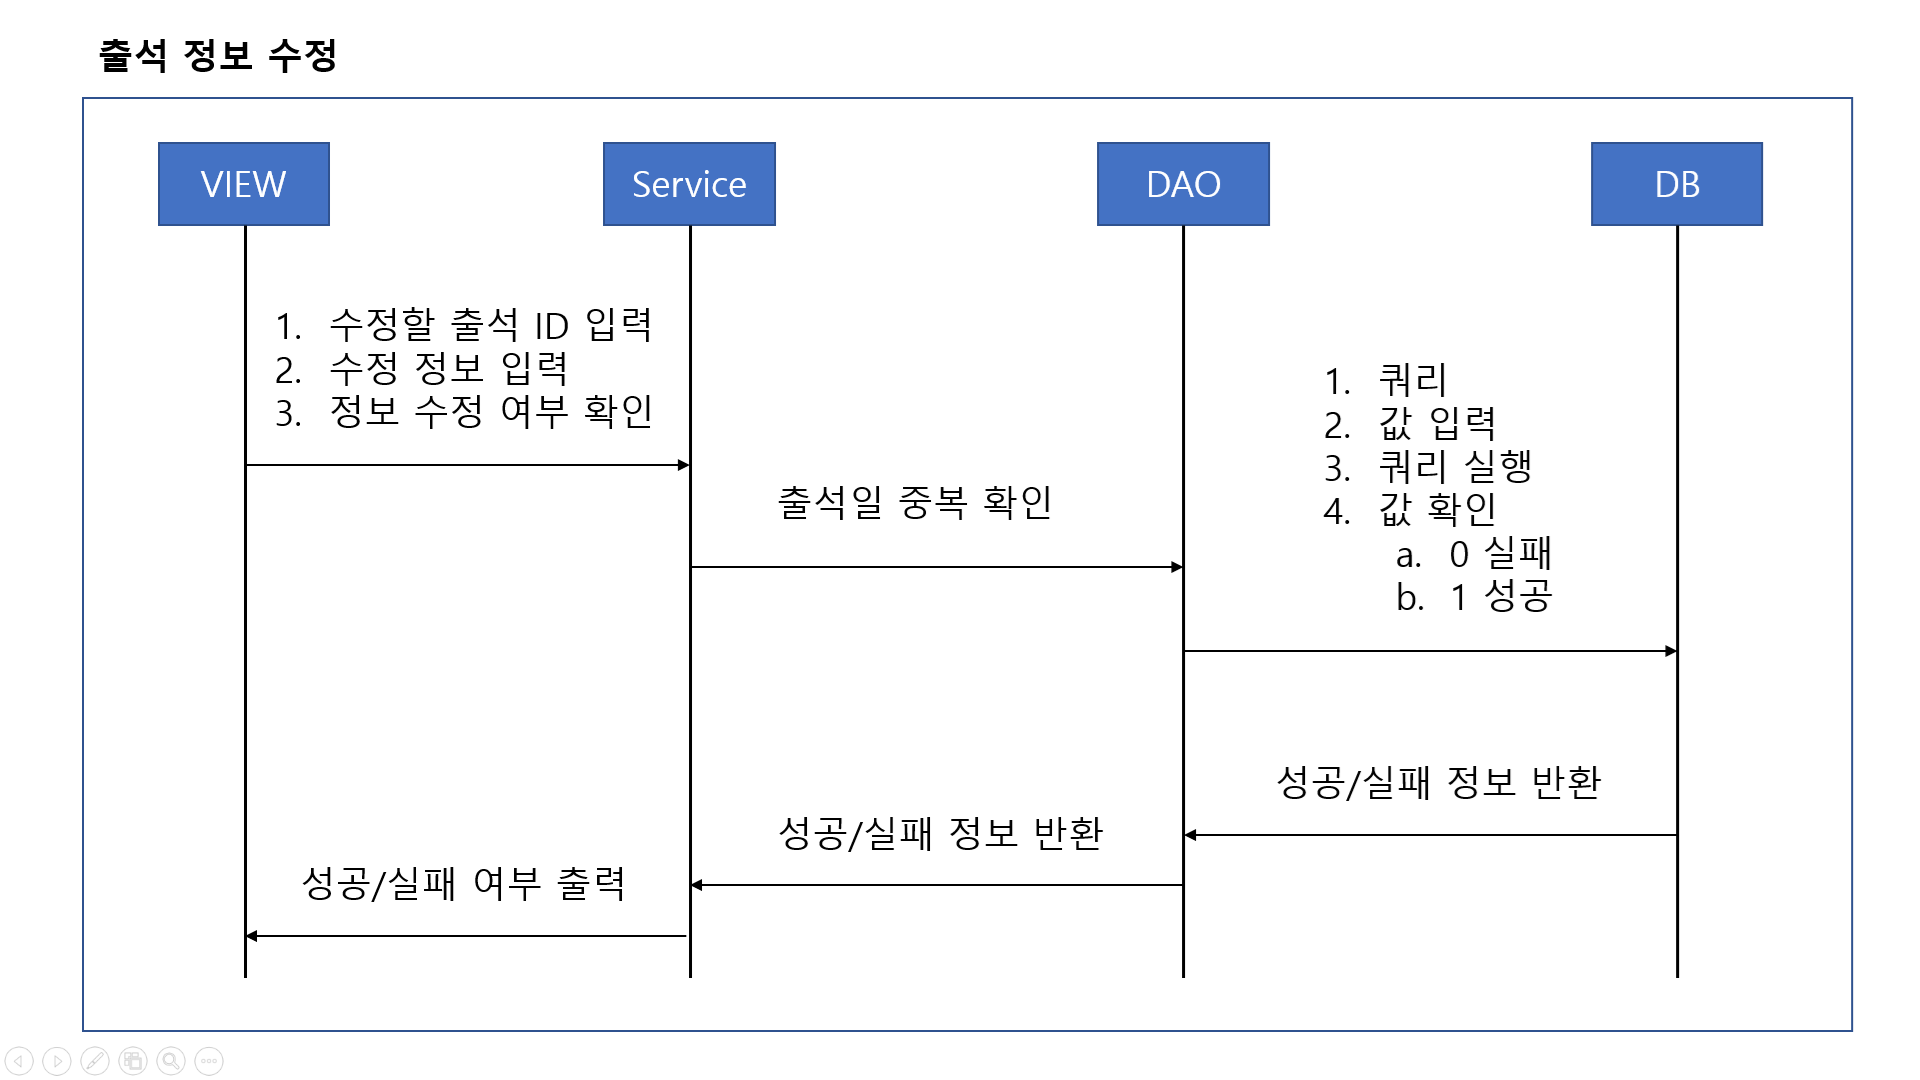 출석 정보 수정
VIEW
Service
DAO
DB
1. 수정할 출석 ID 입력
2. 수정 정보 입력
3. 정보 수정 여부 확인
출석일 중복 확인
1. 쿼리
2. 값 입력
3. 쿼리 실행
4. 값 확인
a. 0 실패
b. 1 성공
성공/실패 정보 반환
성공/실패 정보 반환
성공/실패 여부 출력